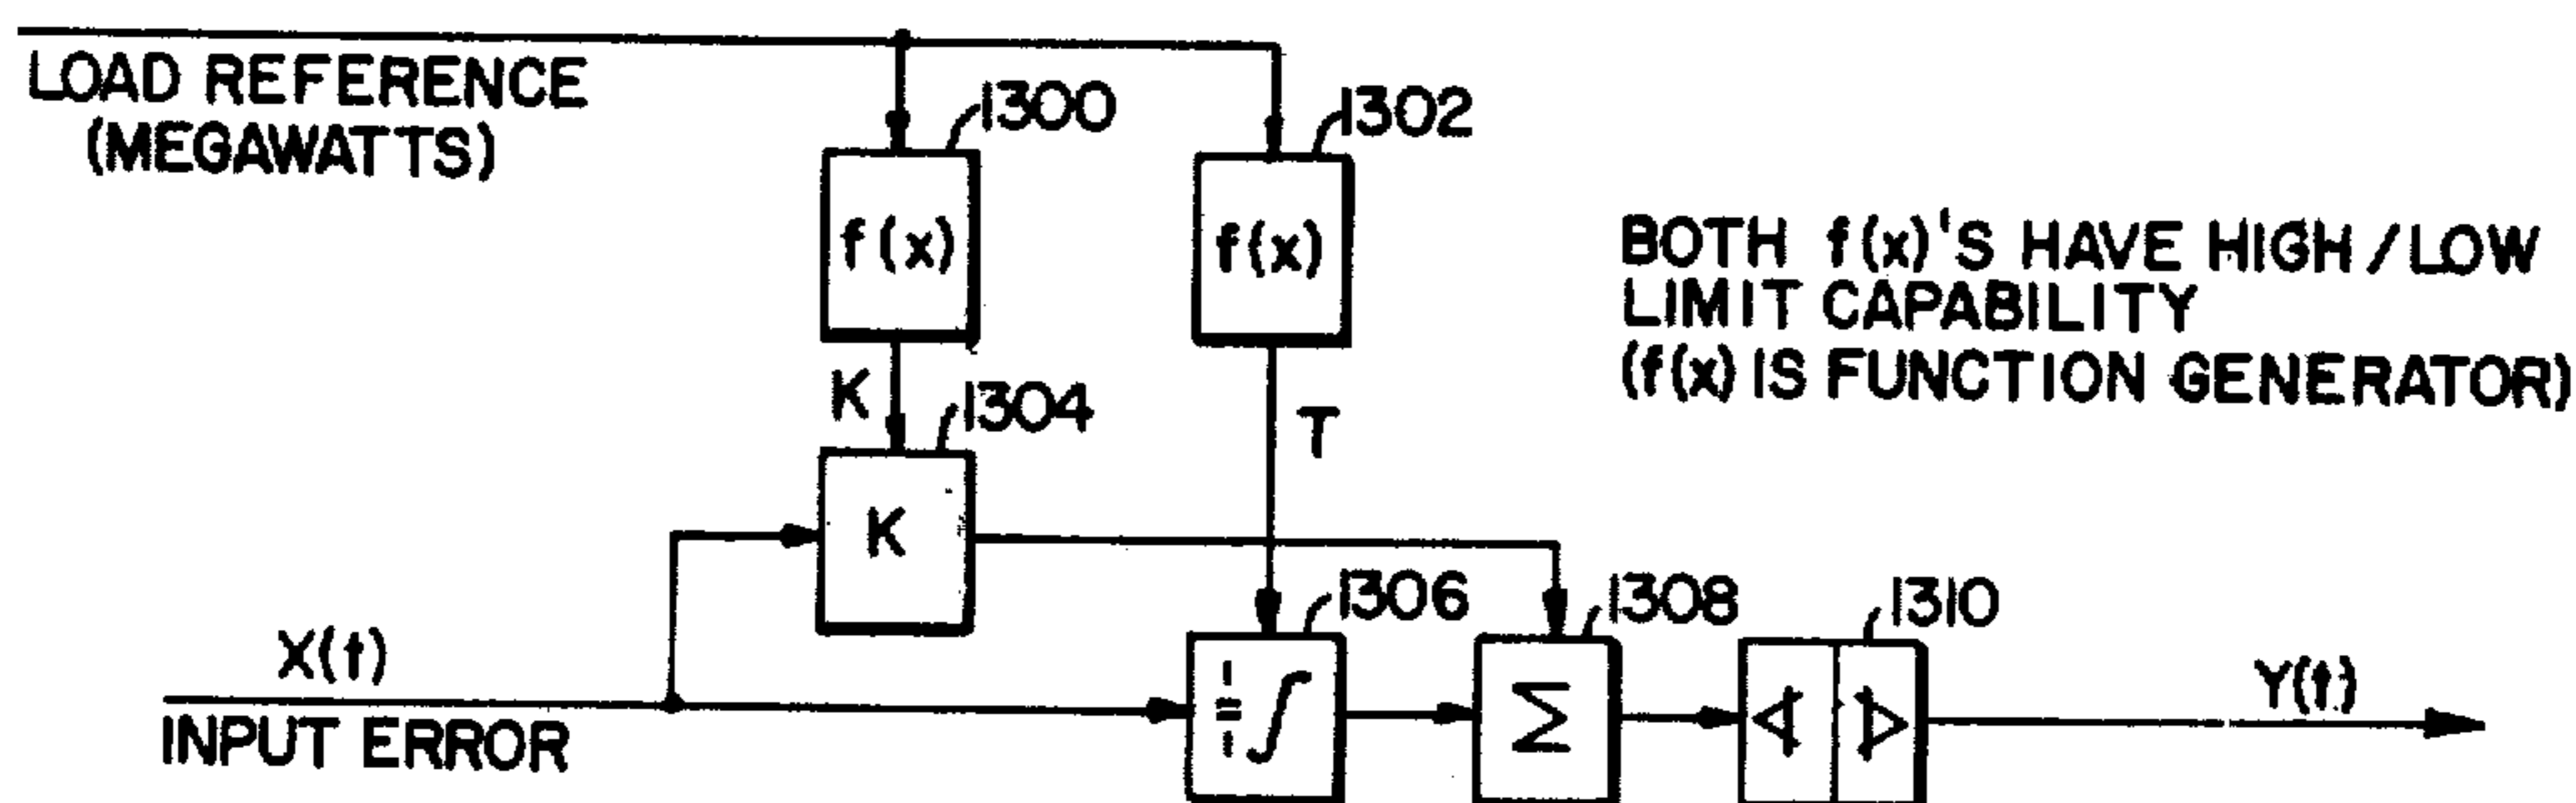 LOAD REFERENCE
(MEGAWATTS)
1300
1302
f(x)
f(x)
BOTH f(x)'S HAVE HIGH/LOW
LIMIT CAPABILITY
(f(x) IS FUNCTION GENERATOR)
K
1304
T
K
X(t)
INPUT ERROR
1306
∫
1308
Σ
1310
Y(t)